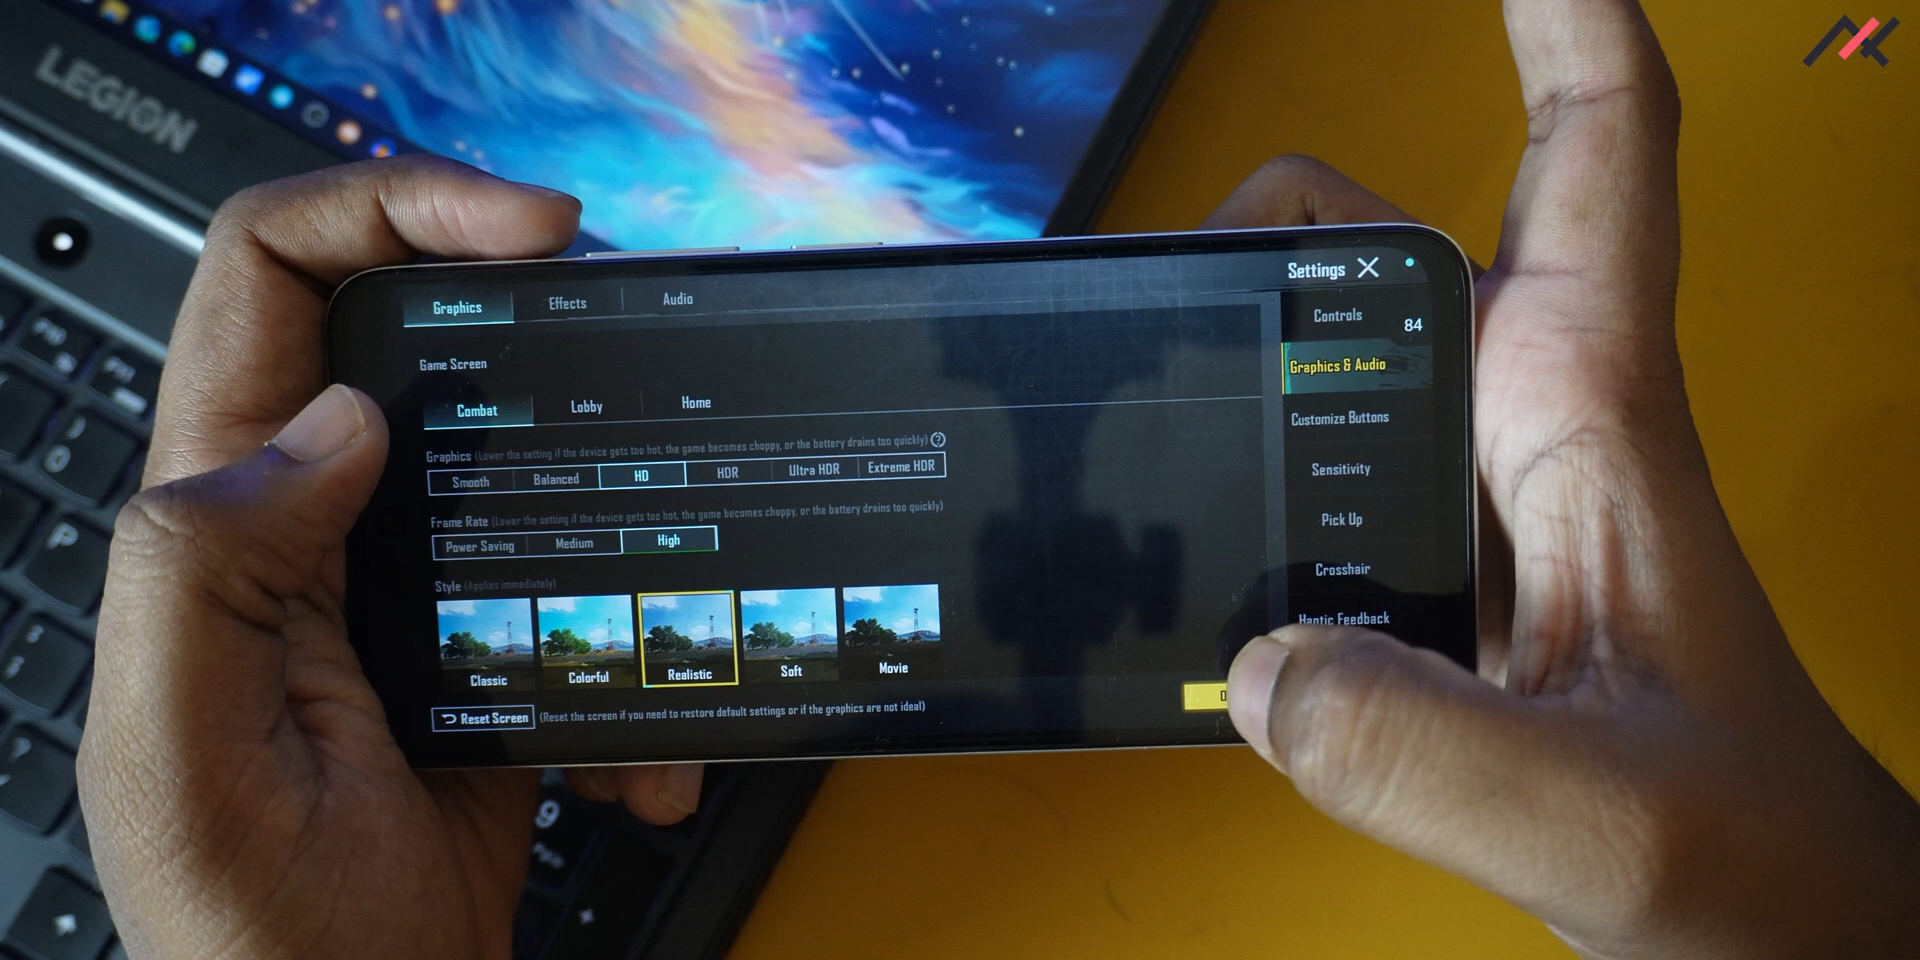 LEGION
Settings
Graphics
Effects
Audio
Controls
84
Graphics & Audio
Game Screen
Combat
Lobby
Home
Customize Buttons
Graphics (Lower the setting if the device gets too hot, the game becomes choppy, or the battery drains too quickly) ?
Smooth
Balanced
HD
HDR
Ultra HDR
Extreme HDR
Sensitivity
Frame Rate (Lower the setting if the device gets too hot, the game becomes choppy, or the battery drains too quickly)
Pick Up
Power Saving
Medium
High
Crosshair
Style (Applies immediately)
Haptic Feedback
Classic
Colorful
Realistic
Soft
Movie
Reset Screen
(Reset the screen if you need to restore default settings or if the graphics are not ideal)
P
9